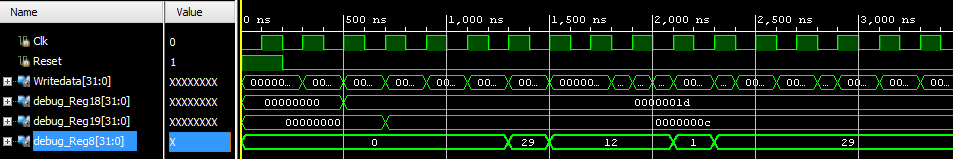 Name Value 0 ns 500 ns 1,000 ns 1,500 ns 2,000 ns 2,500 ns 3,000 ns
Clk 0
Reset 1
Writedata[31:0] XXXXXXXX 00000... 00... 00... 00... 00... 00... 00... 00000... ... ... ... 00... ... 00... ... 00... ... 00... ...
debug_Reg18[31:0] XXXXXXXX 00000000 0000001d
debug_Reg19[31:0] XXXXXXXX 00000000 0000000c
debug_Reg8[31:0] X 0 29 12 1 29